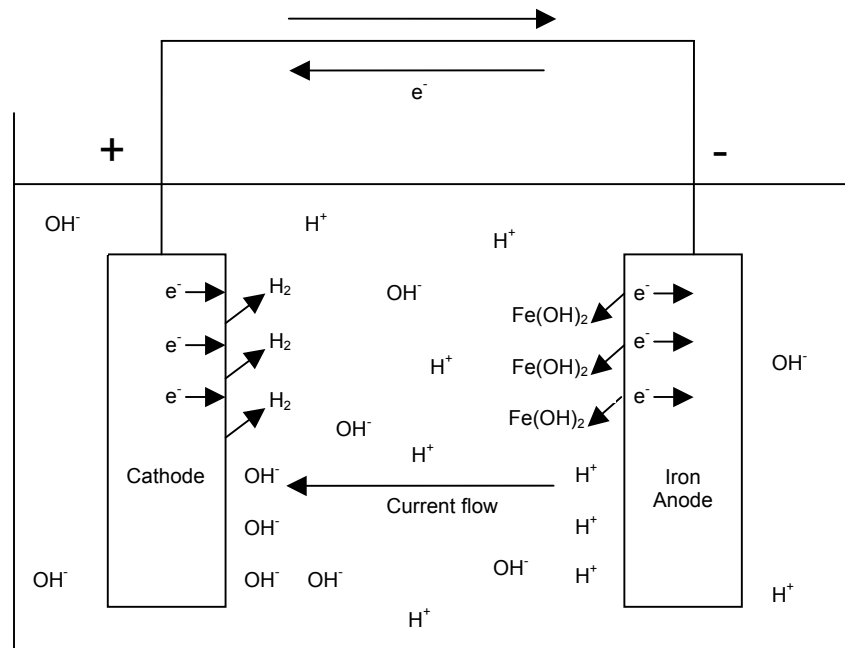 e⁻
+ -
OH⁻ H⁺ H⁺
e⁻ H₂ OH⁻ e⁻
Fe(OH)₂
e⁻ H₂ Fe(OH)₂ e⁻
H⁺ OH⁻
e⁻ H₂ Fe(OH)₂ e⁻
OH⁻
H⁺
Cathode OH⁻ H⁺ Iron
Anode
Current flow
OH⁻ H⁺
OH⁻ OH⁻ OH⁻ OH⁻ H⁺
H⁺ H⁺